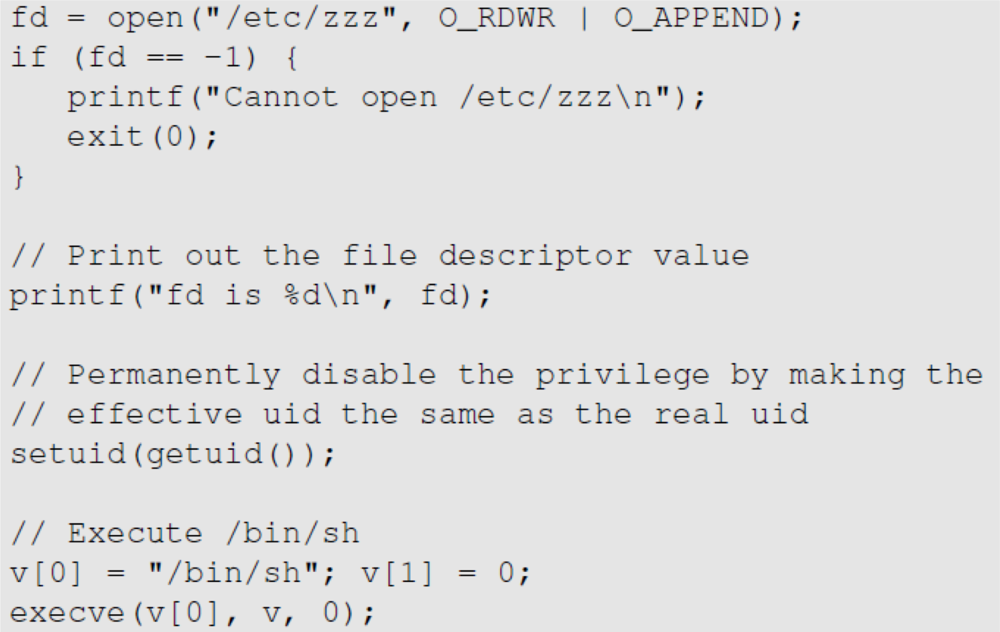 fd = open("/etc/zzz", O_RDWR | O_APPEND);
if (fd == -1) {
   printf("Cannot open /etc/zzz\n");
   exit(0);
}
// Print out the file descriptor value
printf("fd is %d\n", fd);
// Permanently disable the privilege by making the
// effective uid the same as the real uid
setuid(getuid());
// Execute /bin/sh
v[0] = "/bin/sh"; v[1] = 0;
execve(v[0], v, 0);